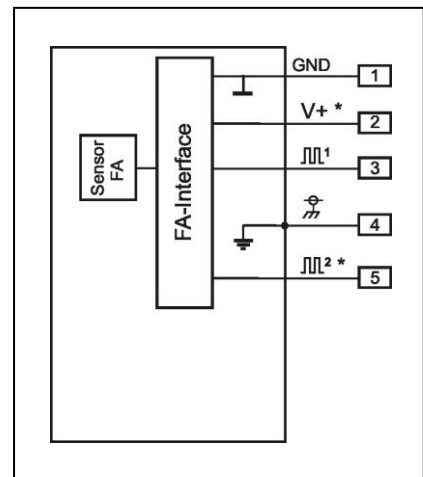 GND 1
V+ * 2
Sensor FA
FA-Interface
1 3
4
2 * 5